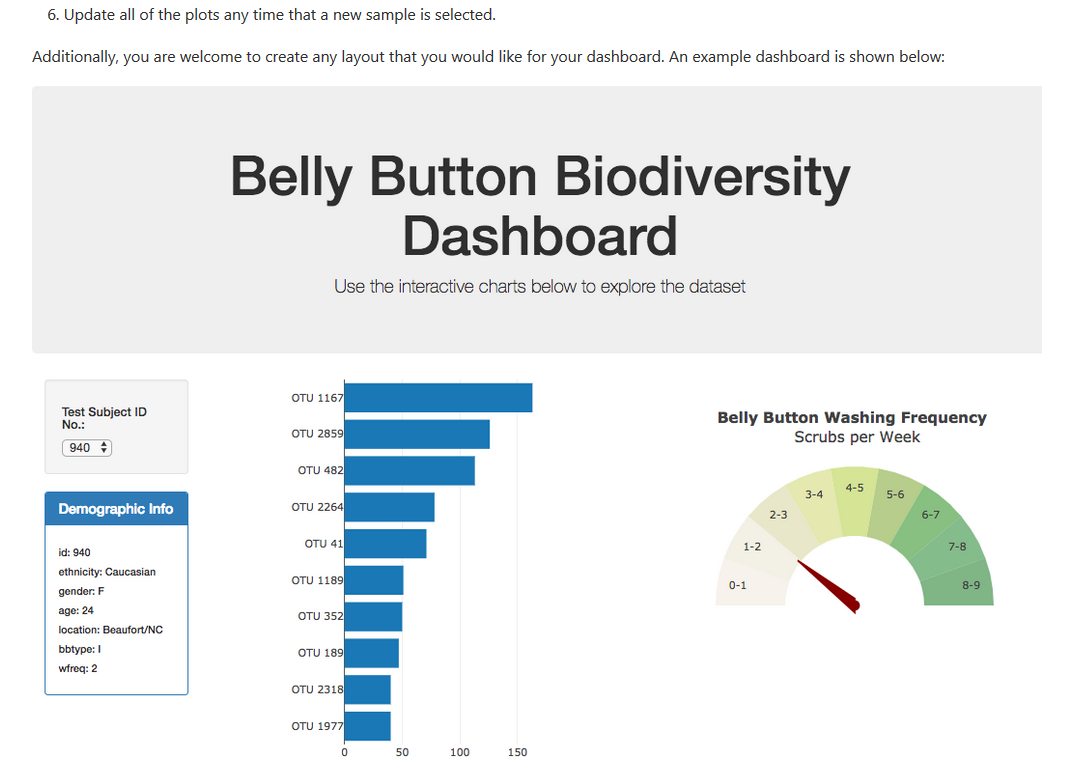 6. Update all of the plots any time that a new sample is selected.
Additionally, you are welcome to create any layout that you would like for your dashboard. An example dashboard is shown below:
Belly Button Biodiversity
Dashboard
Use the interactive charts below to explore the dataset
Test Subject ID
No.:
940
Demographic Info
id: 940
ethnicity: Caucasian
gender: F
age: 24
location: Beaufort/NC
bbtype: I
wfreq: 2
OTU 1167
OTU 2859
OTU 482
OTU 2264
OTU 41
OTU 1189
OTU 352
OTU 189
OTU 2318
OTU 1977
0 50 100 150
Belly Button Washing Frequency
Scrubs per Week
0-1
1-2
2-3
3-4
4-5
5-6
6-7
7-8
8-9